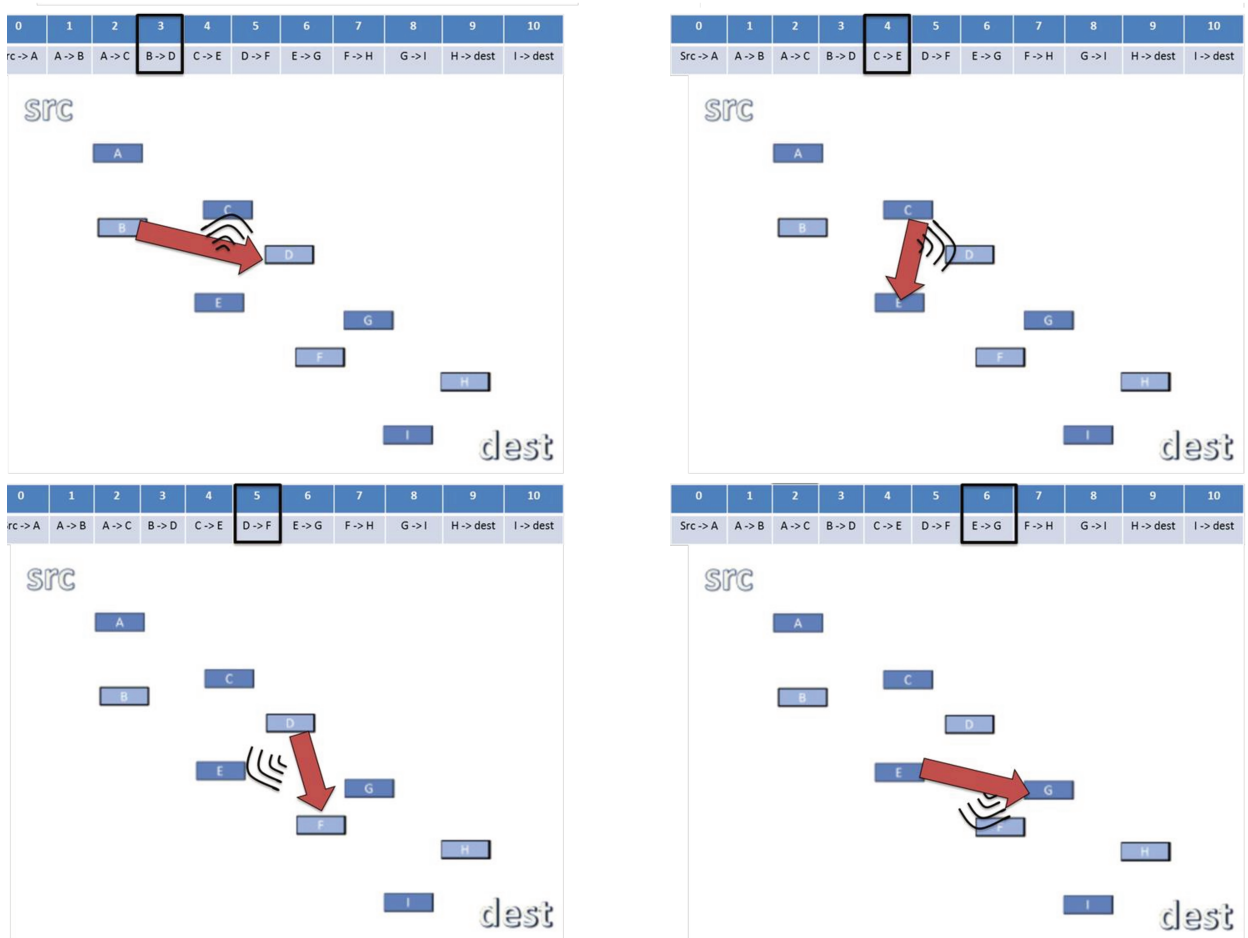 0 1 2 3 4 5 6 7 8 9 10
rc -> A A -> B A -> C B -> D C -> E D -> F E -> G F -> H G -> I H -> dest I -> dest
src
A
C
B
D
E
G
F
H
I
dest
0 1 2 3 4 5 6 7 8 9 10
Src -> A A -> B A -> C B -> D C -> E D -> F E -> G F -> H G -> I H -> dest I -> dest
src
A
C
B
D
E
G
F
H
I
dest
0 1 2 3 4 5 6 7 8 9 10
rc -> A A -> B A -> C B -> D C -> E D -> F E -> G F -> H G -> I H -> dest I -> dest
src
A
C
B
D
E
G
F
H
I
dest
0 1 2 3 4 5 6 7 8 9 10
Src -> A A -> B A -> C B -> D C -> E D -> F E -> G F -> H G -> I H -> dest I -> dest
src
A
C
B
D
E
G
F
H
I
dest